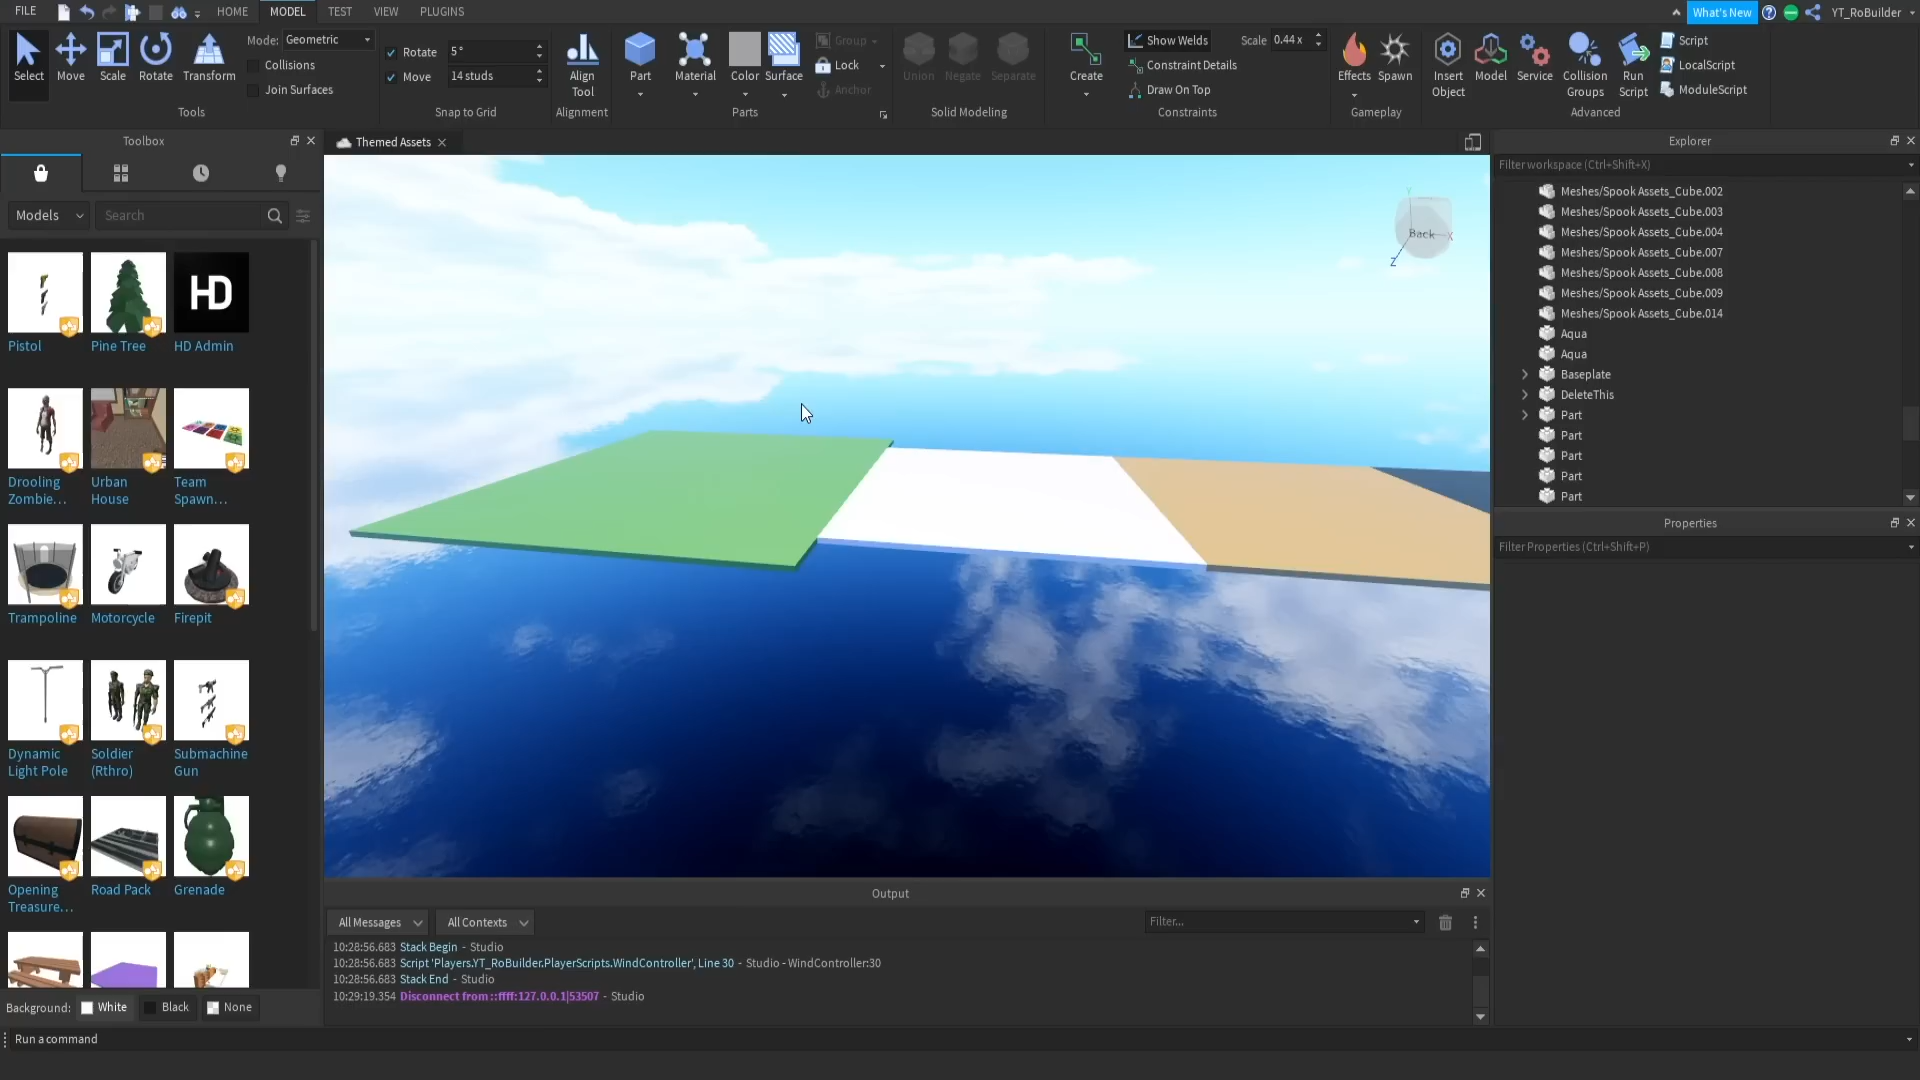 FILE
HOME
MODEL
TEST
VIEW
PLUGINS
What's New
YT_RoBuilder
Select
Move
Scale
Rotate
Transform
Mode: Geometric
Collisions
Join Surfaces
Tools
Rotate 5 °
Move 14 studs
Snap to Grid
Align
Tool
Alignment
Part
Material
Color
Surface
Group
Lock
Anchor
Parts
Union
Negate
Separate
Solid Modeling
Create
Show Welds
Scale 0.44 x
Constraint Details
Draw On Top
Constraints
Effects
Spawn
Gameplay
Insert
Object
Model
Service
Collision
Groups
Run
Script
Script
LocalScript
ModuleScript
Advanced
Toolbox
Models
Search
Pistol
Pine Tree
HD
HD Admin
Drooling
Zombie...
Urban
House
Team
Spawn...
Trampoline
Motorcycle
Firepit
Dynamic
Light Pole
Soldier
(Rthro)
Submachine
Gun
Opening
Treasure...
Road Pack
Grenade
Background: White Black None
Run a command
Themed Assets
Y
Back
X
Z
Output
All Messages
All Contexts
Filter...
10:28:56.683 Stack Begin - Studio
10:28:56.683 Script 'Players.YT_RoBuilder.PlayerScripts.WindController', Line 30 - Studio - WindController:30
10:28:56.683 Stack End - Studio
10:29:19.354 Disconnect from ::ffff:127.0.0.1|53507 - Studio
Explorer
Filter workspace (Ctrl+Shift+X)
Meshes/Spook Assets_Cube.002
Meshes/Spook Assets_Cube.003
Meshes/Spook Assets_Cube.004
Meshes/Spook Assets_Cube.007
Meshes/Spook Assets_Cube.008
Meshes/Spook Assets_Cube.009
Meshes/Spook Assets_Cube.014
Aqua
Aqua
Baseplate
DeleteThis
Part
Part
Part
Part
Part
Properties
Filter Properties (Ctrl+Shift+P)